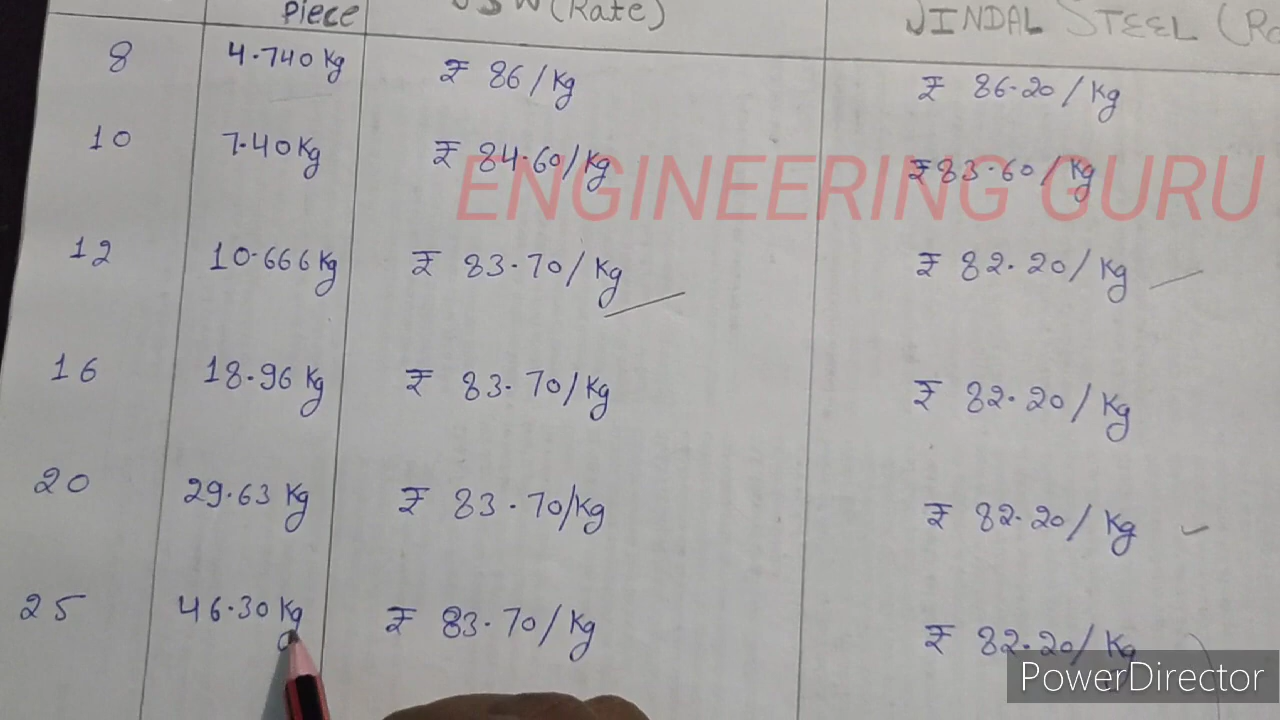 Piece JSW (Rate) JINDAL STEEL (Ra
8 4.740 Kg ₹ 86/Kg ₹ 86.20/Kg
10 7.40 Kg ₹ 84.60/Kg ₹ 83.60/Kg
ENGINEERING GURU
12 10.666 Kg ₹ 83.70/Kg ₹ 82.20/Kg
16 18.96 Kg ₹ 83.70/Kg ₹ 82.20/Kg
20 29.63 Kg ₹ 83.70/Kg ₹ 82.20/Kg
25 46.30 Kg ₹ 83.70/Kg ₹ 82.20/Kg
PowerDirector